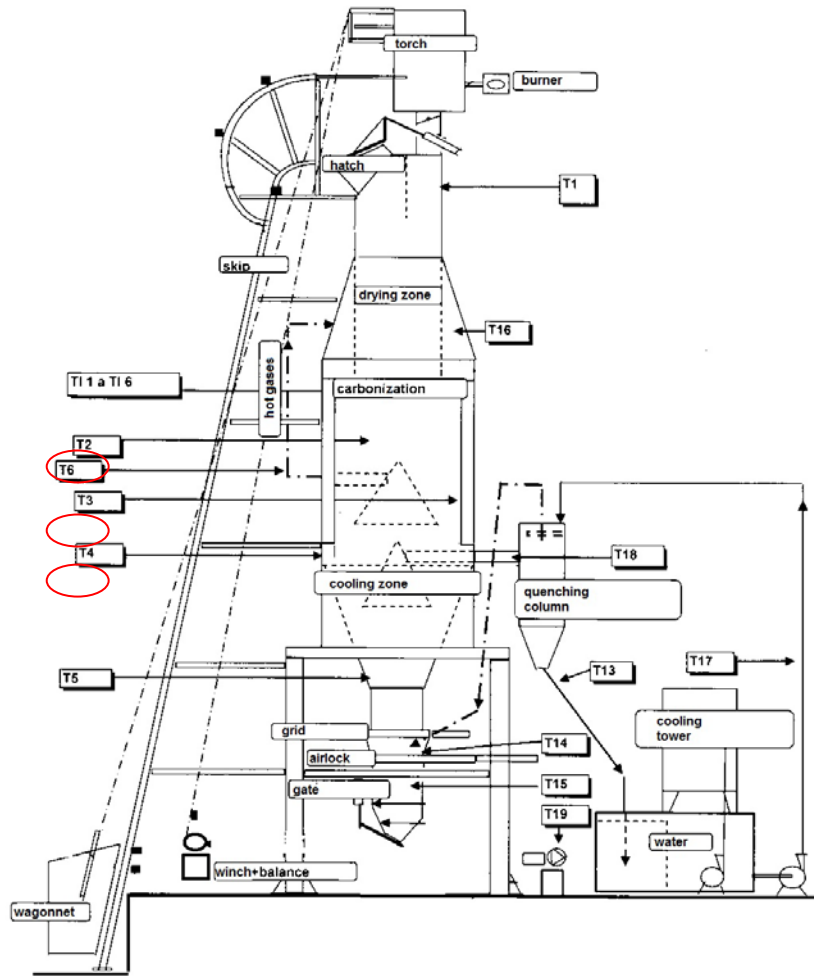 torch
burner
hatch
T1
skip
drying zone
T16
hot gases
TI 1 a TI 6
carbonization
T2
T6
T3
T4
T18
cooling zone
quenching
column
T5
T13
T17
cooling
tower
grid
T14
airlock
gate
T15
T19
water
winch+balance
wagonnet